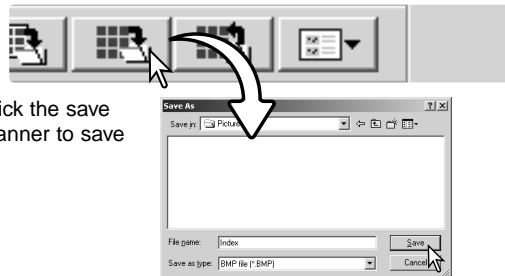 ick the save
anner to save
Save As
Save in: Picture
File name: Index
Save
Save as type: BMP file (*.BMP)
Cancel